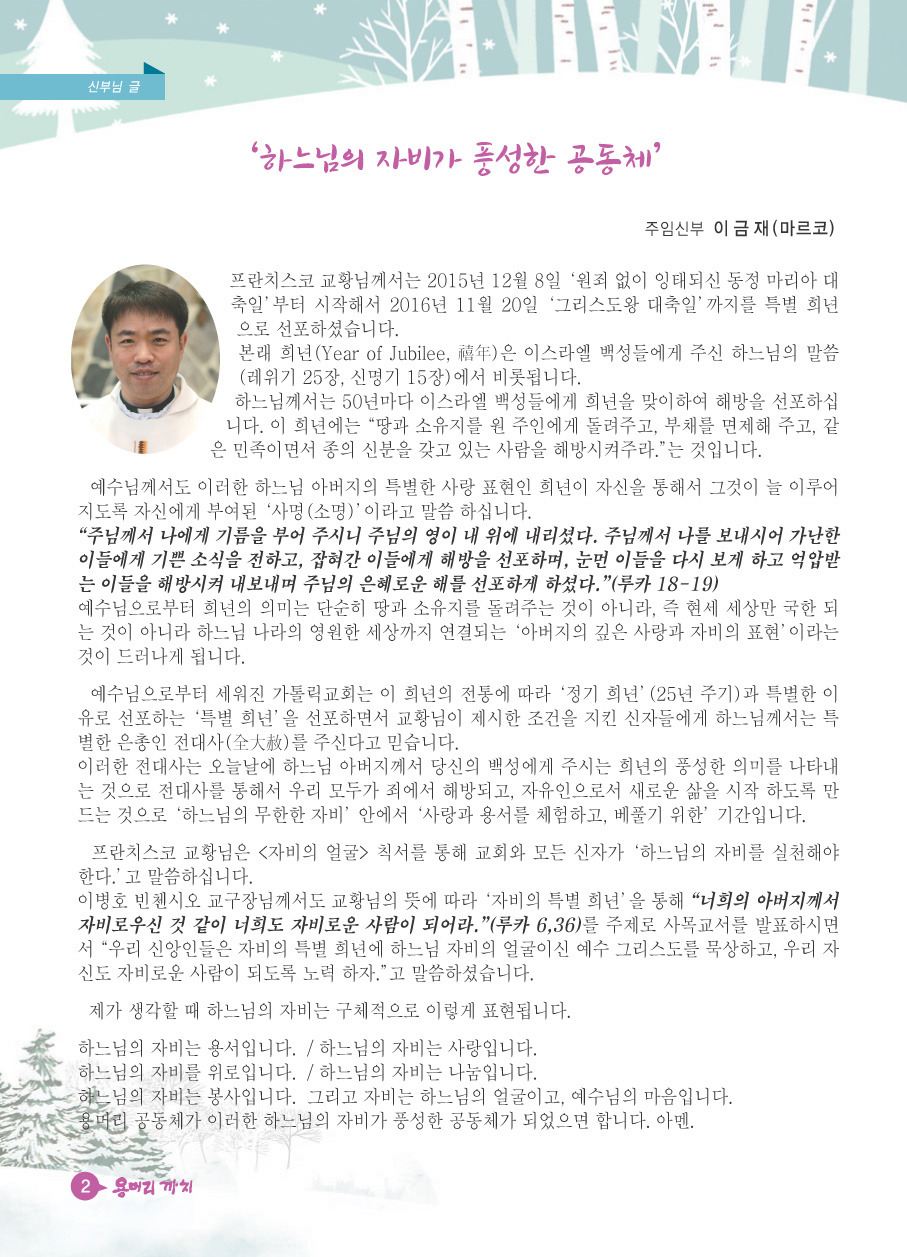 신부님 글
‘하느님의 자비가 풍성한 공동체’
주임신부 이 금 재(마르코)
프란치스코 교황님께서는 2015년 12월 8일 ‘원죄 없이 잉태되신 동정 마리아 대
축일’부터 시작해서 2016년 11월 20일 ‘그리스도왕 대축일’까지를 특별 희년
으로 선포하셨습니다.
본래 희년(Year of Jubilee, 禧年)은 이스라엘 백성들에게 주신 하느님의 말씀
(레위기 25장, 신명기 15장)에서 비롯됩니다.
하느님께서는 50년마다 이스라엘 백성들에게 희년을 맞이하여 해방을 선포하십
니다. 이 희년에는 “땅과 소유지를 원 주인에게 돌려주고, 부채를 면제해 주고, 같
은 민족이면서 종의 신분을 갖고 있는 사람을 해방시켜주라.”는 것입니다.
예수님께서도 이러한 하느님 아버지의 특별한 사랑 표현인 희년이 자신을 통해서 그것이 늘 이루어
지도록 자신에게 부여된 ‘사명(소명)’이라고 말씀 하십니다.
“주님께서 나에게 기름을 부어 주시니 주님의 영이 내 위에 내리셨다. 주님께서 나를 보내시어 가난한
이들에게 기쁜 소식을 전하고, 잡혀간 이들에게 해방을 선포하며, 눈먼 이들을 다시 보게 하고 억압받
는 이들을 해방시켜 내보내며 주님의 은혜로운 해를 선포하게 하셨다.”(루카 18-19)
예수님으로부터 희년의 의미는 단순히 땅과 소유지를 돌려주는 것이 아니라, 즉 현세 세상만 국한 되
는 것이 아니라 하느님 나라의 영원한 세상까지 연결되는 ‘아버지의 깊은 사랑과 자비의 표현’이라는
것이 드러나게 됩니다.
예수님으로부터 세워진 가톨릭교회는 이 희년의 전통에 따라 ‘정기 희년’(25년 주기)과 특별한 이
유로 선포하는 ‘특별 희년’을 선포하면서 교황님이 제시한 조건을 지킨 신자들에게 하느님께서는 특
별한 은총인 전대사(全大赦)를 주신다고 믿습니다.
이러한 전대사는 오늘날에 하느님 아버지께서 당신의 백성에게 주시는 희년의 풍성한 의미를 나타내
는 것으로 전대사를 통해서 우리 모두가 죄에서 해방되고, 자유인으로서 새로운 삶을 시작 하도록 만
드는 것으로 ‘하느님의 무한한 자비’ 안에서 ‘사랑과 용서를 체험하고, 베풀기 위한’ 기간입니다.
프란치스코 교황님은 <자비의 얼굴> 칙서를 통해 교회와 모든 신자가 ‘하느님의 자비를 실천해야
한다.’고 말씀하십니다.
이병호 빈첸시오 교구장님께서도 교황님의 뜻에 따라 ‘자비의 특별 희년’을 통해 “너희의 아버지께서
자비로우신 것 같이 너희도 자비로운 사람이 되어라.”(루카 6,36)를 주제로 사목교서를 발표하시면
서 “우리 신앙인들은 자비의 특별 희년에 하느님 자비의 얼굴이신 예수 그리스도를 묵상하고, 우리 자
신도 자비로운 사람이 되도록 노력 하자.”고 말씀하셨습니다.
제가 생각할 때 하느님의 자비는 구체적으로 이렇게 표현됩니다.
하느님의 자비는 용서입니다. / 하느님의 자비는 사랑입니다.
하느님의 자비를 위로입니다. / 하느님의 자비는 나눔입니다.
하느님의 자비는 봉사입니다. 그리고 자비는 하느님의 얼굴이고, 예수님의 마음입니다.
용머리 공동체가 이러한 하느님의 자비가 풍성한 공동체가 되었으면 합니다. 아멘.
2 용머리 까치